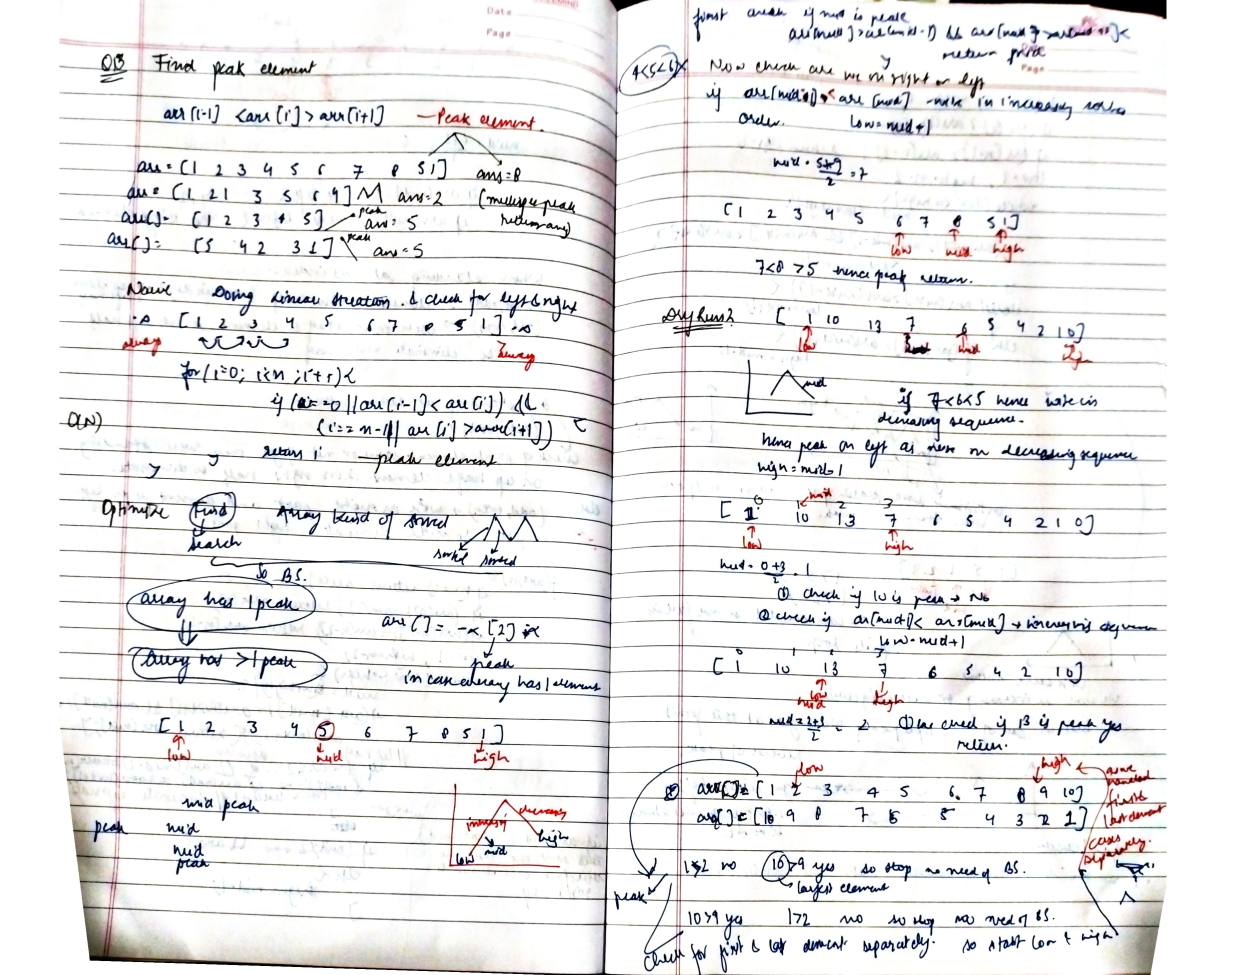 Date
Page
Q13 Find peak element
arr[i-1] < arr[i] > arr[i+1] — Peak element.
arr = [1 2 3 4 5 6 7 8 5 1] ans = 8
arr = [1 2 1 3 5 6 4] ans = 2 (multiple peak
return any)
arr[] = [1 2 3 4 5] peak ans = 5
arr[] = [5 4 2 3 1] peak ans = 5
Naive Doing Linear iteration & check for left & right
-∞ [1 2 3 4 5 6 7 8 5 1] -∞
always always
for(i=0; i<n; i++){
if (i==0 || arr[i-1] < arr[i]) &&
(i==n-1 || arr[i] > arr[i+1]) {
O(N)
return i — peak element
}
}
Optimize Find Array kind of sorted
search sorted sorted
so BS.
array has 1 peak
arr[] = -∞ [2] -∞
peak
Array has >1 peak
in case array has 1 element
[1 2 3 4 5 6 7 8 5 1]
low mid high
mid peak
peak mid
mid
peak
increasing decreasing
low mid high
first check if mid is peak
arr[mid] > arr[mid-1] && arr[mid] > arr[mid+1] {
return mid
}
Page
4<5<6 Now check are we on right or left
if arr[mid-1] < arr[mid] - in increasing
order. low = mid+1
mid = 5+9/2 = 7
[1 2 3 4 5 6 7 8 5 1]
low mid high
7<8>5 hence peak return.
Dry Run 2 [1 10 13 7 6 5 4 2 1 0]
low mid high
mid
if 7<6<5 hence in
decreasing sequence.
hence peak on left as on decreasing sequence
high = mid-1
0 1 mid 2 3
[1 10 13 7 6 5 4 2 1 0]
low high
mid = 0+3/2 = 1
① check if 10 is peak → No
② check if arr[mid-1] < arr[mid] → increasing sequence
low = mid+1
[1 10 13 7 6 5 4 2 1 0]
low high
mid
mid = 2+3/2 = 2 ① we check if 13 is peak yes
return.
low high
arr[] = [1 2 3 4 5 6 7 8 9 10]
arr[] = [10 9 8 7 6 5 4 3 2 1]
handled
first &
last element
cases
separately.
1>2 no 10>9 yes so stop no need of BS.
peak largest element
10>9 yes 1>2 no so stop no need of BS.
Check for first & last element separately. so start low & high